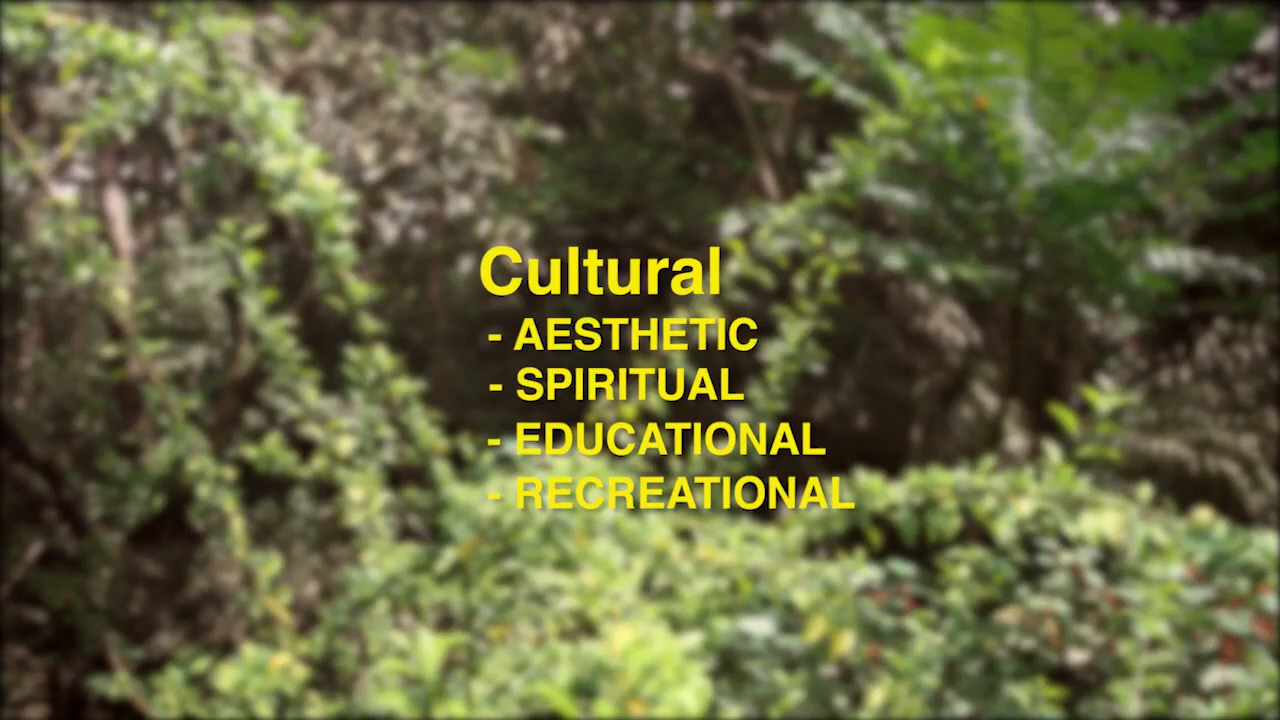 Cultural
- AESTHETIC
- SPIRITUAL
- EDUCATIONAL
- RECREATIONAL